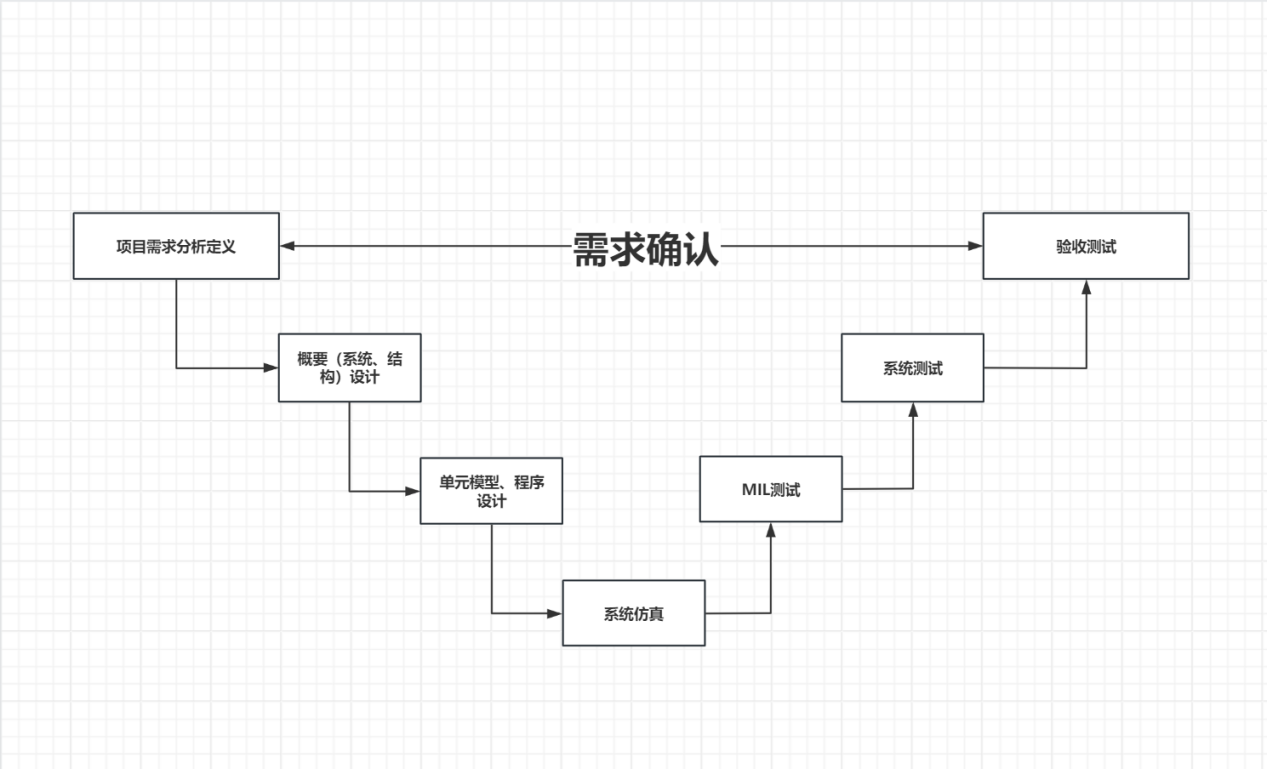 项目需求分析定义
需求确认
验收测试
概要（系统、结
构）设计
系统测试
单元模型、程序
设计
MIL测试
系统仿真